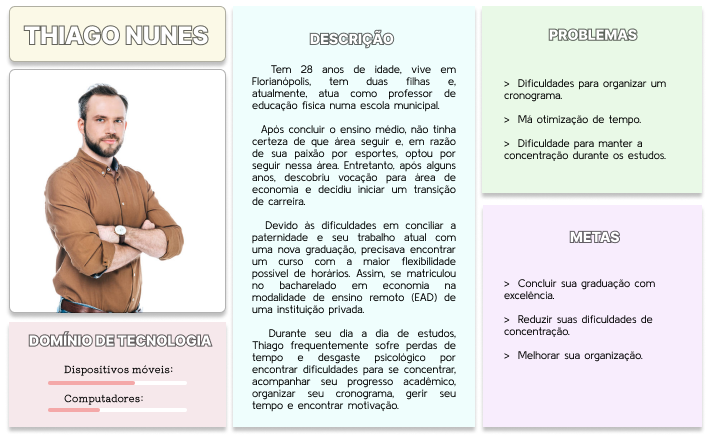 THIAGO NUNES
DOMÍNIO DE TECNOLOGIA
Dispositivos móveis:
Computadores:
DESCRIÇÃO
Tem 28 anos de idade, vive em
Florianópolis, tem duas filhas e,
atualmente, atua como professor de
educação física numa escola municipal.
Após concluir o ensino médio, não tinha
certeza de que área seguir e, em razão
de sua paixão por esportes, optou por
seguir nessa área. Entretanto, após alguns
anos, descobriu vocação para área de
economia e decidiu iniciar um transição
de carreira.
Devido às dificuldades em conciliar a
paternidade e seu trabalho atual com
uma nova graduação, precisava encontrar
um curso com a maior flexibilidade
possível de horários. Assim, se matriculou
no bacharelado em economia na
modalidade de ensino remoto (EAD) de
uma instituição privada.
Durante seu dia a dia de estudos,
Thiago frequentemente sofre perdas de
tempo e desgaste psicológico por
encontrar dificuldades para se concentrar,
acompanhar seu progresso acadêmico,
organizar seu cronograma, gerir seu
tempo e encontrar motivação.
PROBLEMAS
> Dificuldades para organizar um
cronograma.
> Má otimização de tempo.
> Dificuldade para manter a
concentração durante os estudos.
METAS
> Concluir sua graduação com
excelência.
> Reduzir suas dificuldades de
concentração.
> Melhorar sua organização.